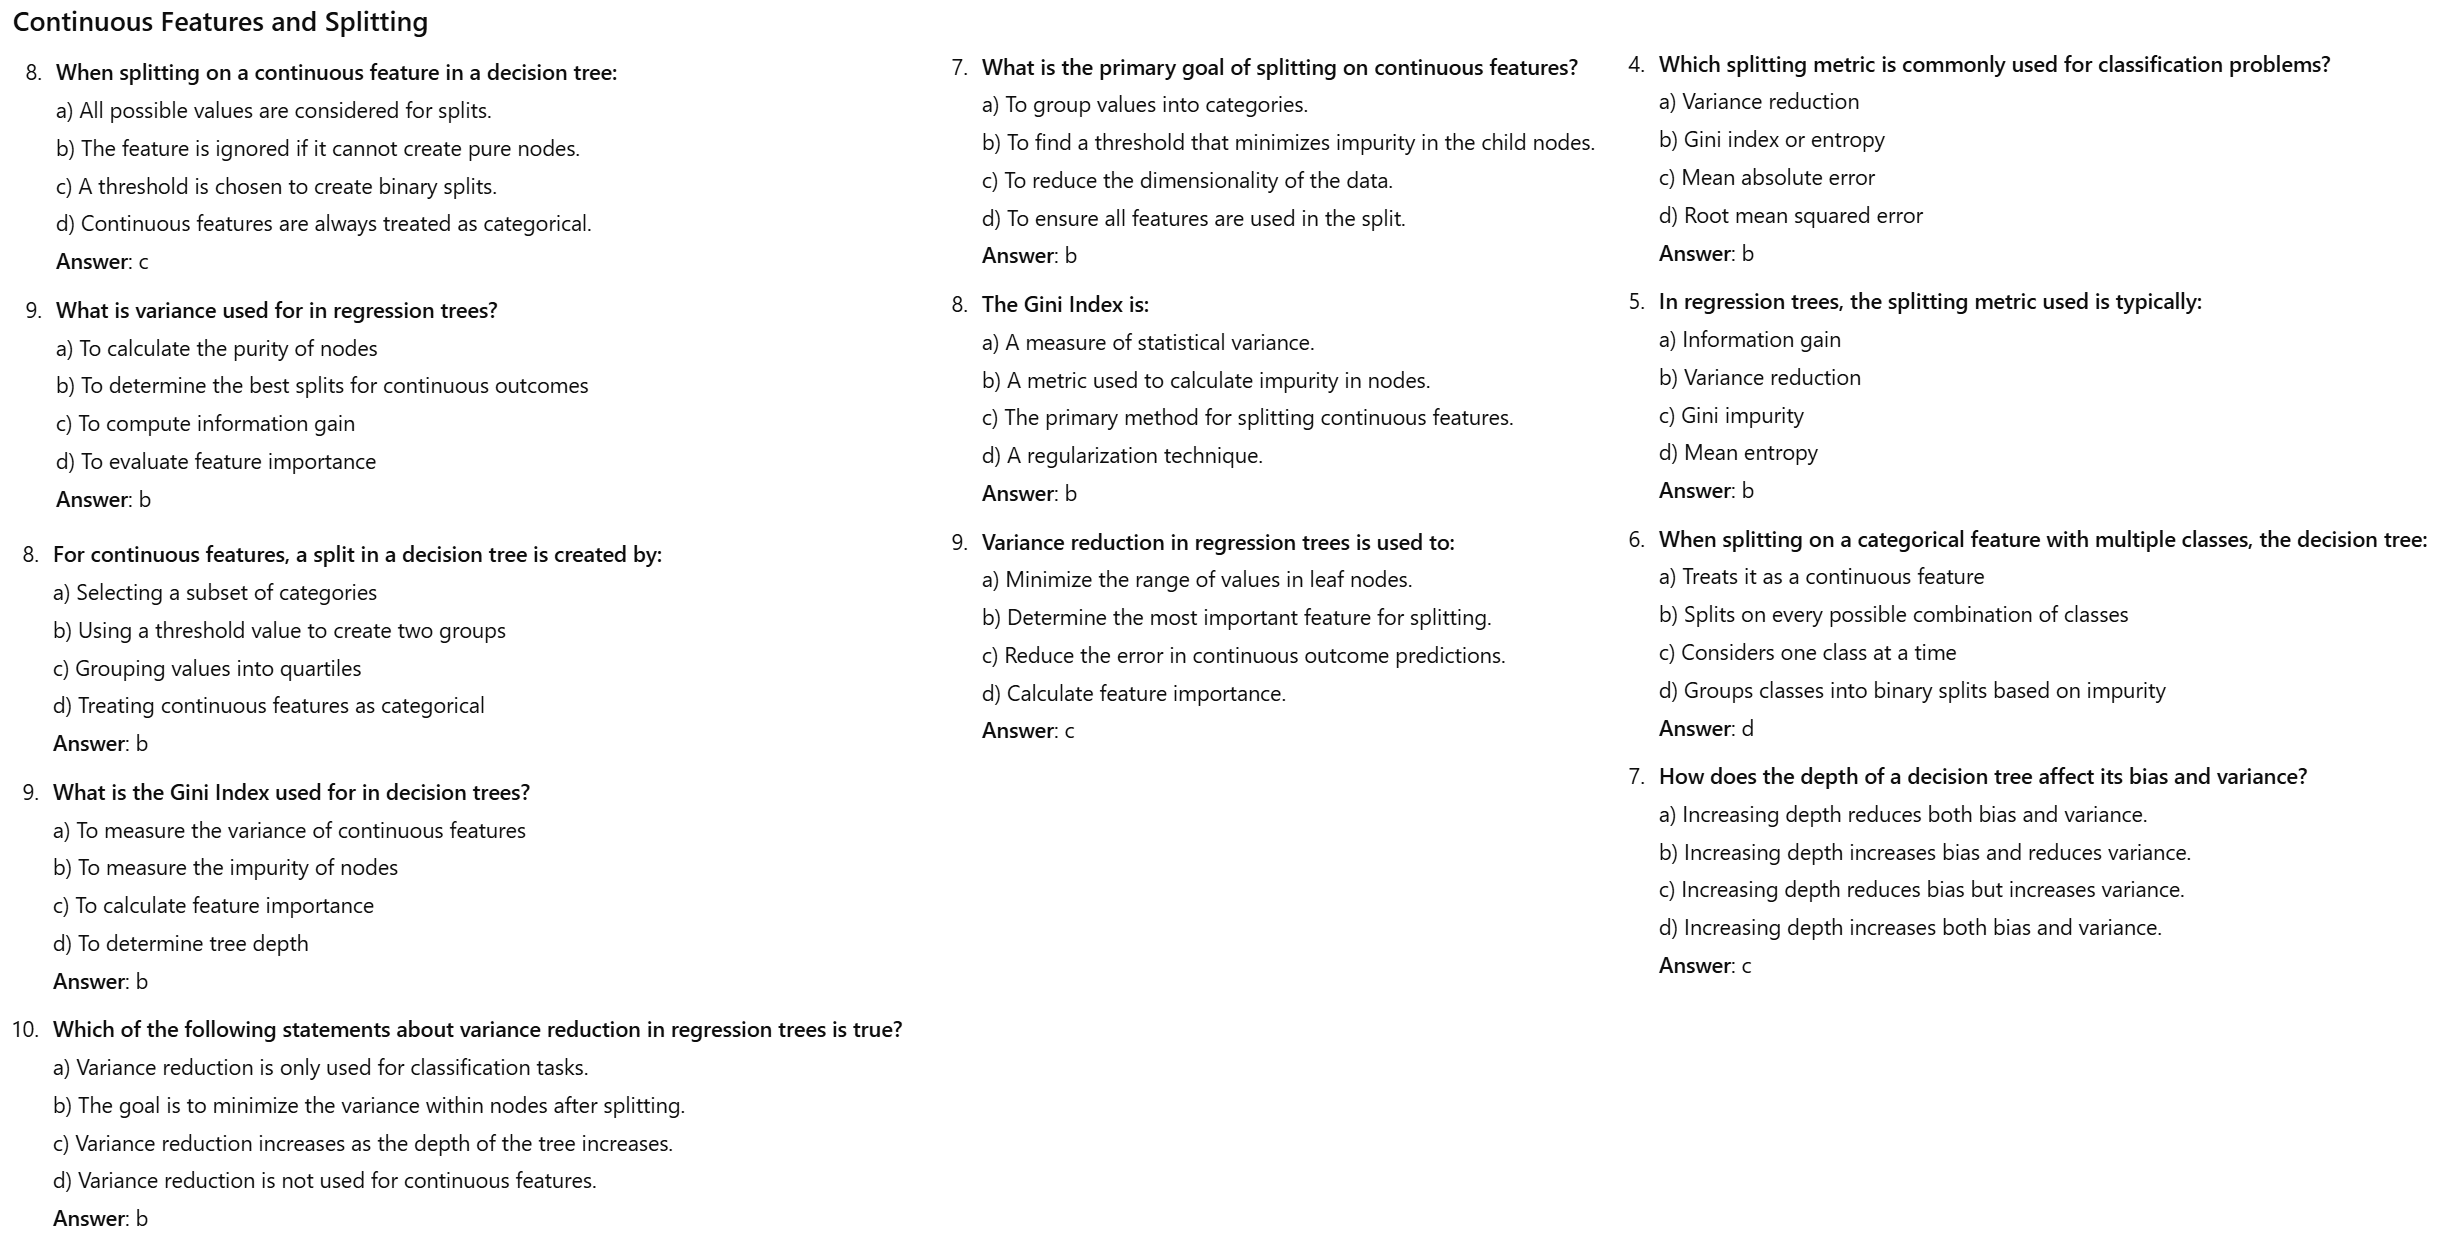 Continuous Features and Splitting
8. When splitting on a continuous feature in a decision tree:
a) All possible values are considered for splits.
b) The feature is ignored if it cannot create pure nodes.
c) A threshold is chosen to create binary splits.
d) Continuous features are always treated as categorical.
Answer: c
9. What is variance used for in regression trees?
a) To calculate the purity of nodes
b) To determine the best splits for continuous outcomes
c) To compute information gain
d) To evaluate feature importance
Answer: b
8. For continuous features, a split in a decision tree is created by:
a) Selecting a subset of categories
b) Using a threshold value to create two groups
c) Grouping values into quartiles
d) Treating continuous features as categorical
Answer: b
9. What is the Gini Index used for in decision trees?
a) To measure the variance of continuous features
b) To measure the impurity of nodes
c) To calculate feature importance
d) To determine tree depth
Answer: b
10. Which of the following statements about variance reduction in regression trees is true?
a) Variance reduction is only used for classification tasks.
b) The goal is to minimize the variance within nodes after splitting.
c) Variance reduction increases as the depth of the tree increases.
d) Variance reduction is not used for continuous features.
Answer: b
7. What is the primary goal of splitting on continuous features?
a) To group values into categories.
b) To find a threshold that minimizes impurity in the child nodes.
c) To reduce the dimensionality of the data.
d) To ensure all features are used in the split.
Answer: b
8. The Gini Index is:
a) A measure of statistical variance.
b) A metric used to calculate impurity in nodes.
c) The primary method for splitting continuous features.
d) A regularization technique.
Answer: b
9. Variance reduction in regression trees is used to:
a) Minimize the range of values in leaf nodes.
b) Determine the most important feature for splitting.
c) Reduce the error in continuous outcome predictions.
d) Calculate feature importance.
Answer: c
4. Which splitting metric is commonly used for classification problems?
a) Variance reduction
b) Gini index or entropy
c) Mean absolute error
d) Root mean squared error
Answer: b
5. In regression trees, the splitting metric used is typically:
a) Information gain
b) Variance reduction
c) Gini impurity
d) Mean entropy
Answer: b
6. When splitting on a categorical feature with multiple classes, the decision tree:
a) Treats it as a continuous feature
b) Splits on every possible combination of classes
c) Considers one class at a time
d) Groups classes into binary splits based on impurity
Answer: d
7. How does the depth of a decision tree affect its bias and variance?
a) Increasing depth reduces both bias and variance.
b) Increasing depth increases bias and reduces variance.
c) Increasing depth reduces bias but increases variance.
d) Increasing depth increases both bias and variance.
Answer: c